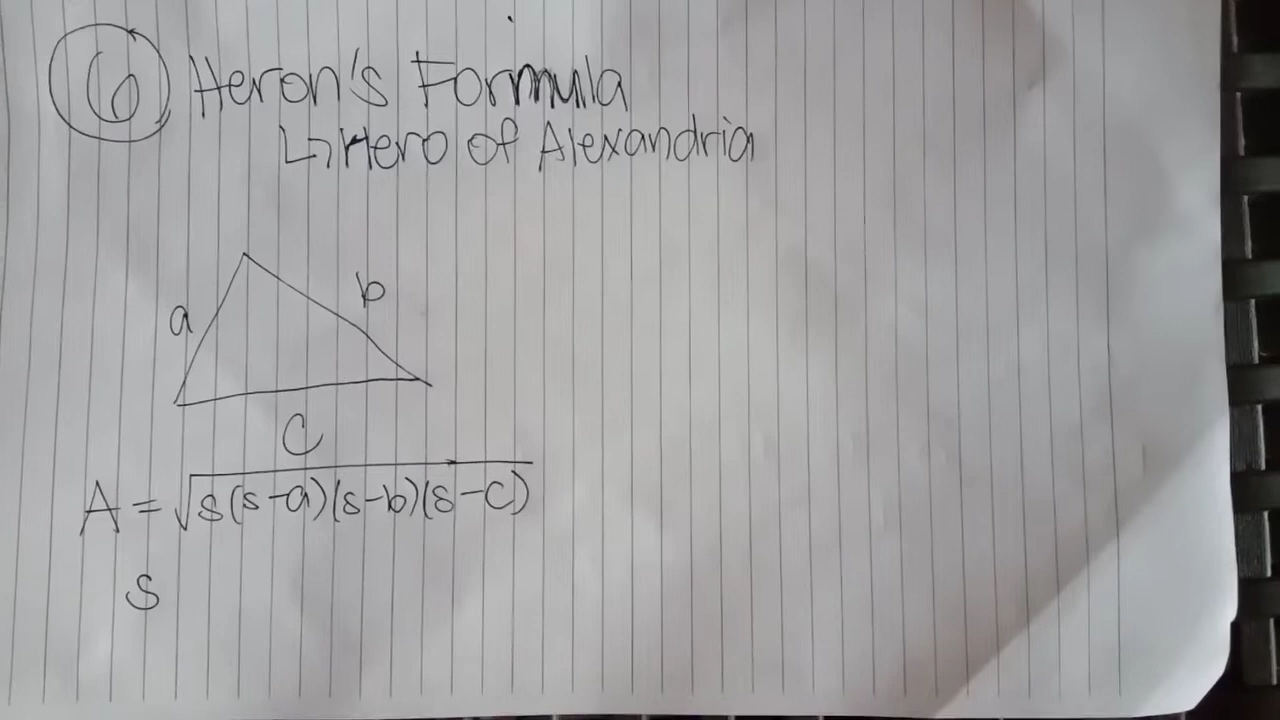 6 Heron's Formula
↳ Hero of Alexandria
a
b
C
A = √s(s-a)(s-b)(s-c)
S